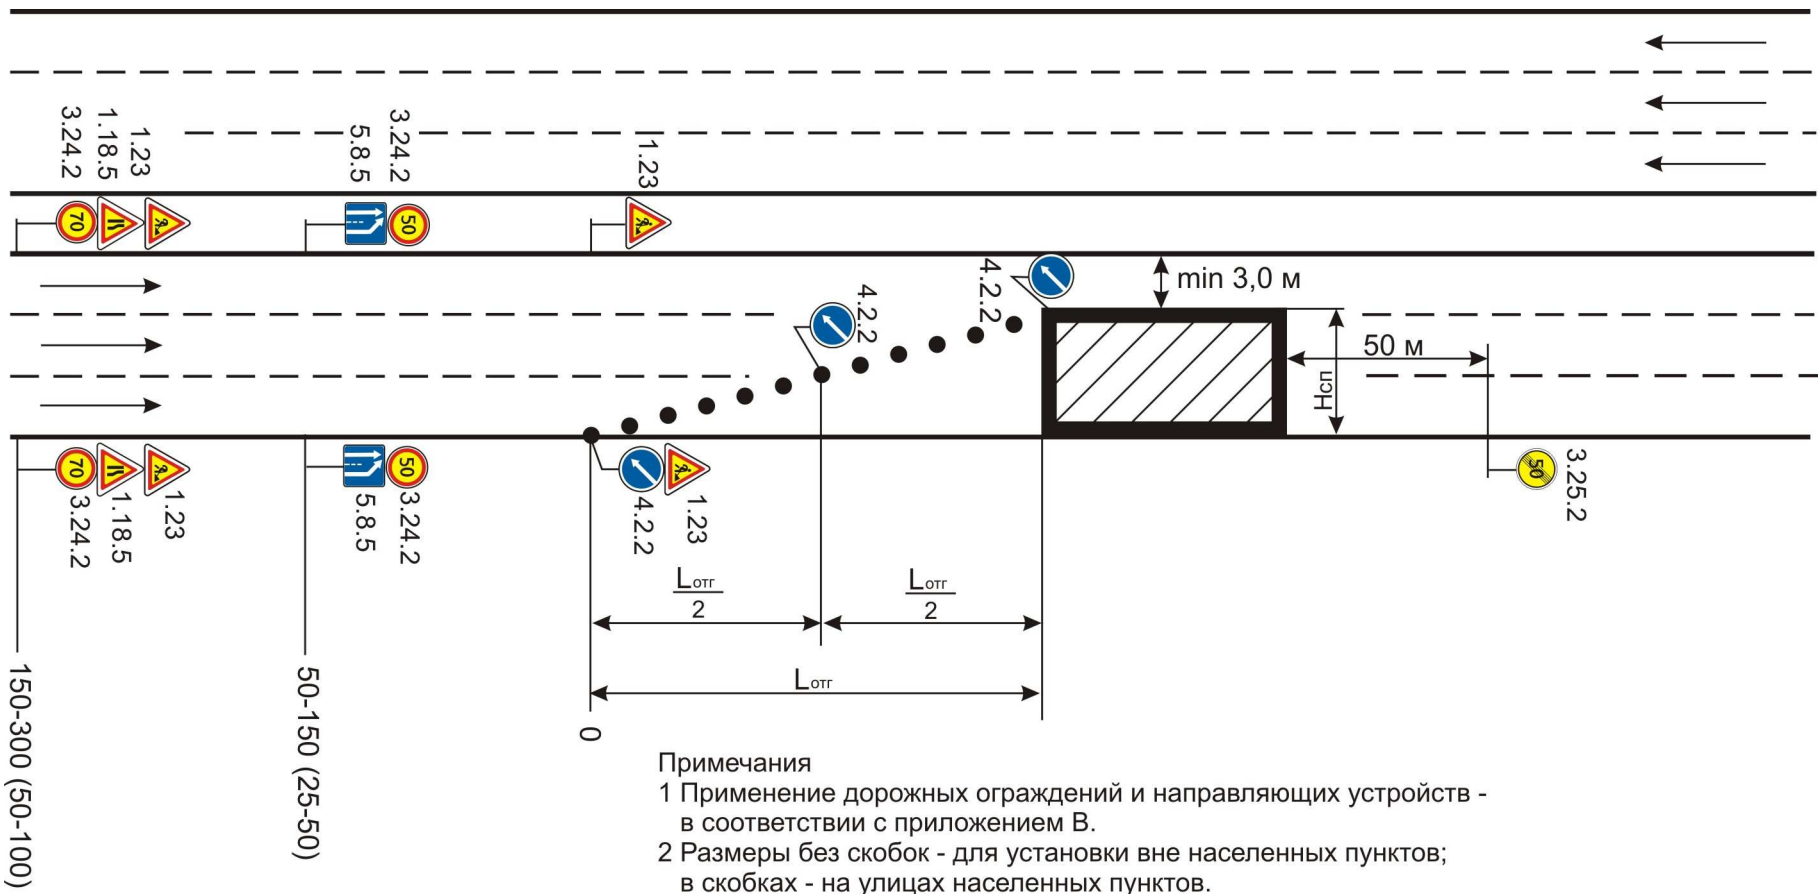 3.24.2
1.18.5
1.23
5.8.5
3.24.2
1.23
70
50
4.2.2
4.2.2
min 3,0 м
50 м
Hсп
70
50
50
3.24.2
1.18.5
1.23
5.8.5
3.24.2
4.2.2
1.23
3.25.2
Lотг
2
Lотг
2
Lотг
150-300 (50-100)
50-150 (25-50)
0
Примечания
1 Применение дорожных ограждений и направляющих устройств -
в соответствии с приложением В.
2 Размеры без скобок - для установки вне населенных пунктов;
в скобках - на улицах населенных пунктов.